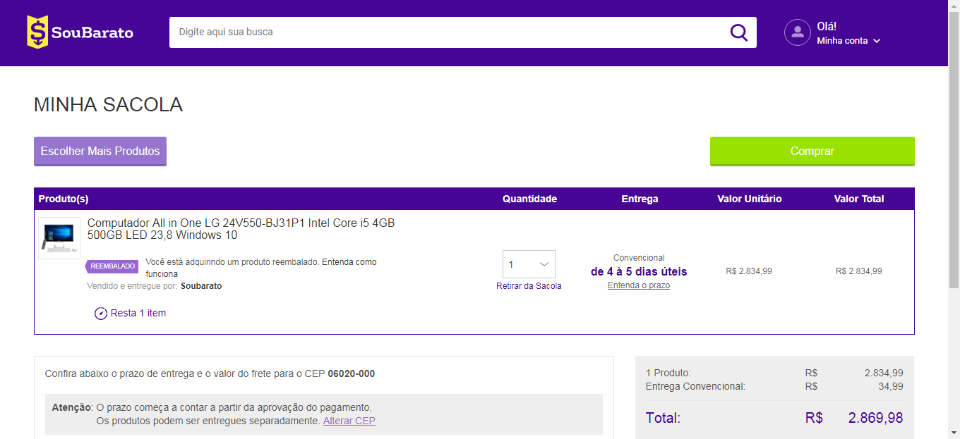 SouBarato
Digite aqui sua busca
Olá!
Minha conta
MINHA SACOLA
Escolher Mais Produtos
Comprar
Produto(s) Quantidade Entrega Valor Unitário Valor Total
Computador All in One LG 24V550-BJ31P1 Intel Core i5 4GB
500GB LED 23,8 Windows 10
REEMBALADO Você está adquirindo um produto reembalado. Entenda como
funciona
Vendido e entregue por: Soubarato
Resta 1 item
1
Retirar da Sacola
Convencional
de 4 à 5 dias úteis
Entenda o prazo
R$ 2.834,99
R$ 2.834,99
Confira abaixo o prazo de entrega e o valor do frete para o CEP 06020-000
Atenção: O prazo começa a contar a partir da aprovação do pagamento.
Os produtos podem ser entregues separadamente. Alterar CEP
1 Produto: R$ 2.834,99
Entrega Convencional: R$ 34,99
Total: R$ 2.869,98